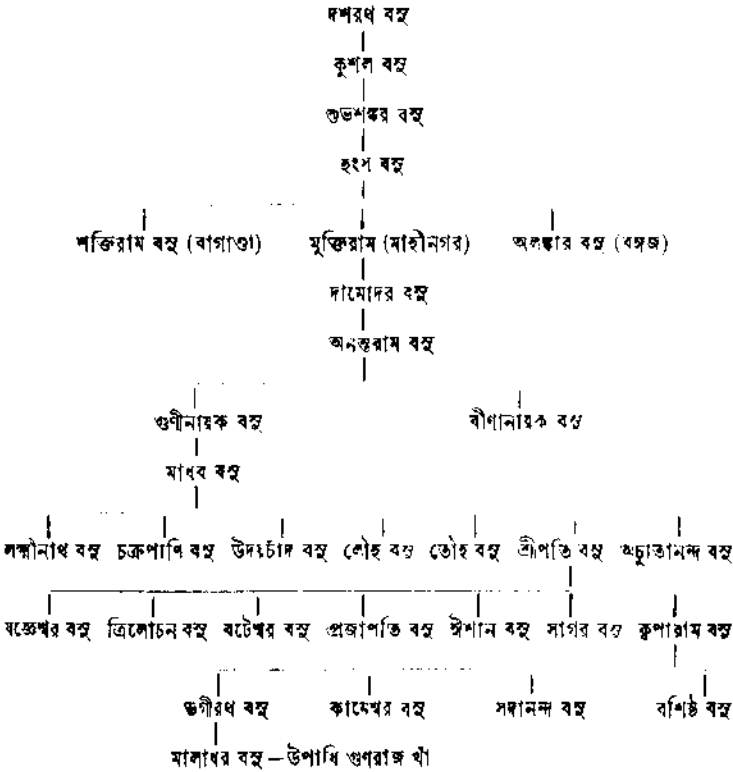 দশরথ বসু
কুশল বসু
শুভশঙ্কর বসু
হংস বসু
শক্তিরাম বসু (বাগাণ্ডা) মুক্তিরাম (মাহীনগর) অলঙ্কার বসু (বঙ্গজ)
দামোদর বসু
অনন্তরাম বসু
গুণীনায়ক বসু বীণানায়ক বসু
মাধব বসু
লক্ষ্মীনাথ বসু চক্রপাণি বসু উদয়চাঁদ বসু লৌহ বসু তৌহ বসু শ্রীপতি বসু অচ্যুতানন্দ বসু
যজ্ঞেশ্বর বসু ত্রিলোচন বসু বটেশ্বর বসু প্রজাপতি বসু ঈশান বসু সাগর বসু কৃপারাম বসু
ভগীরথ বসু কামেশ্বর বসু সদানন্দ বসু বশিষ্ঠ বসু
মালাধর বসু — উপাধি গুণরাজ খাঁ